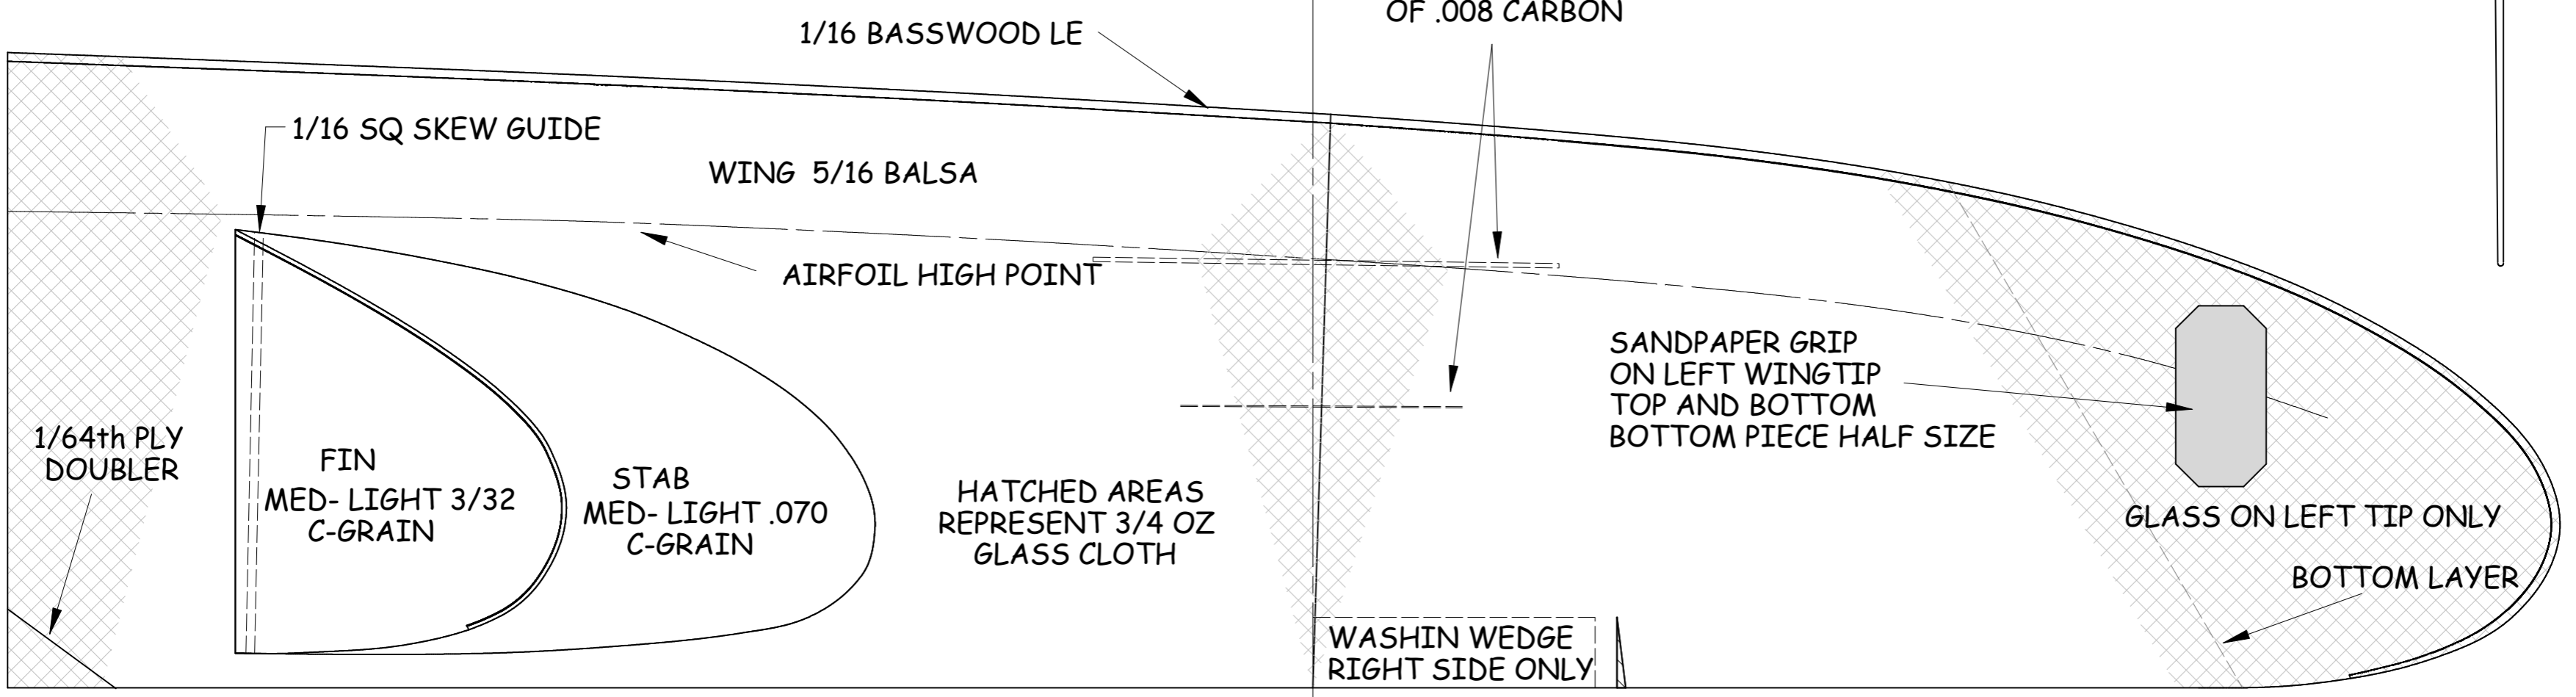 OF .008 CARBON
1/16 BASSWOOD LE
1/16 SQ SKEW GUIDE
WING 5/16 BALSA
AIRFOIL HIGH POINT
SANDPAPER GRIP
ON LEFT WINGTIP
TOP AND BOTTOM
BOTTOM PIECE HALF SIZE
1/64th PLY
DOUBLER
FIN
MED- LIGHT 3/32
C-GRAIN
STAB
MED- LIGHT .070
C-GRAIN
HATCHED AREAS
REPRESENT 3/4 OZ
GLASS CLOTH
GLASS ON LEFT TIP ONLY
BOTTOM LAYER
WASHIN WEDGE
RIGHT SIDE ONLY